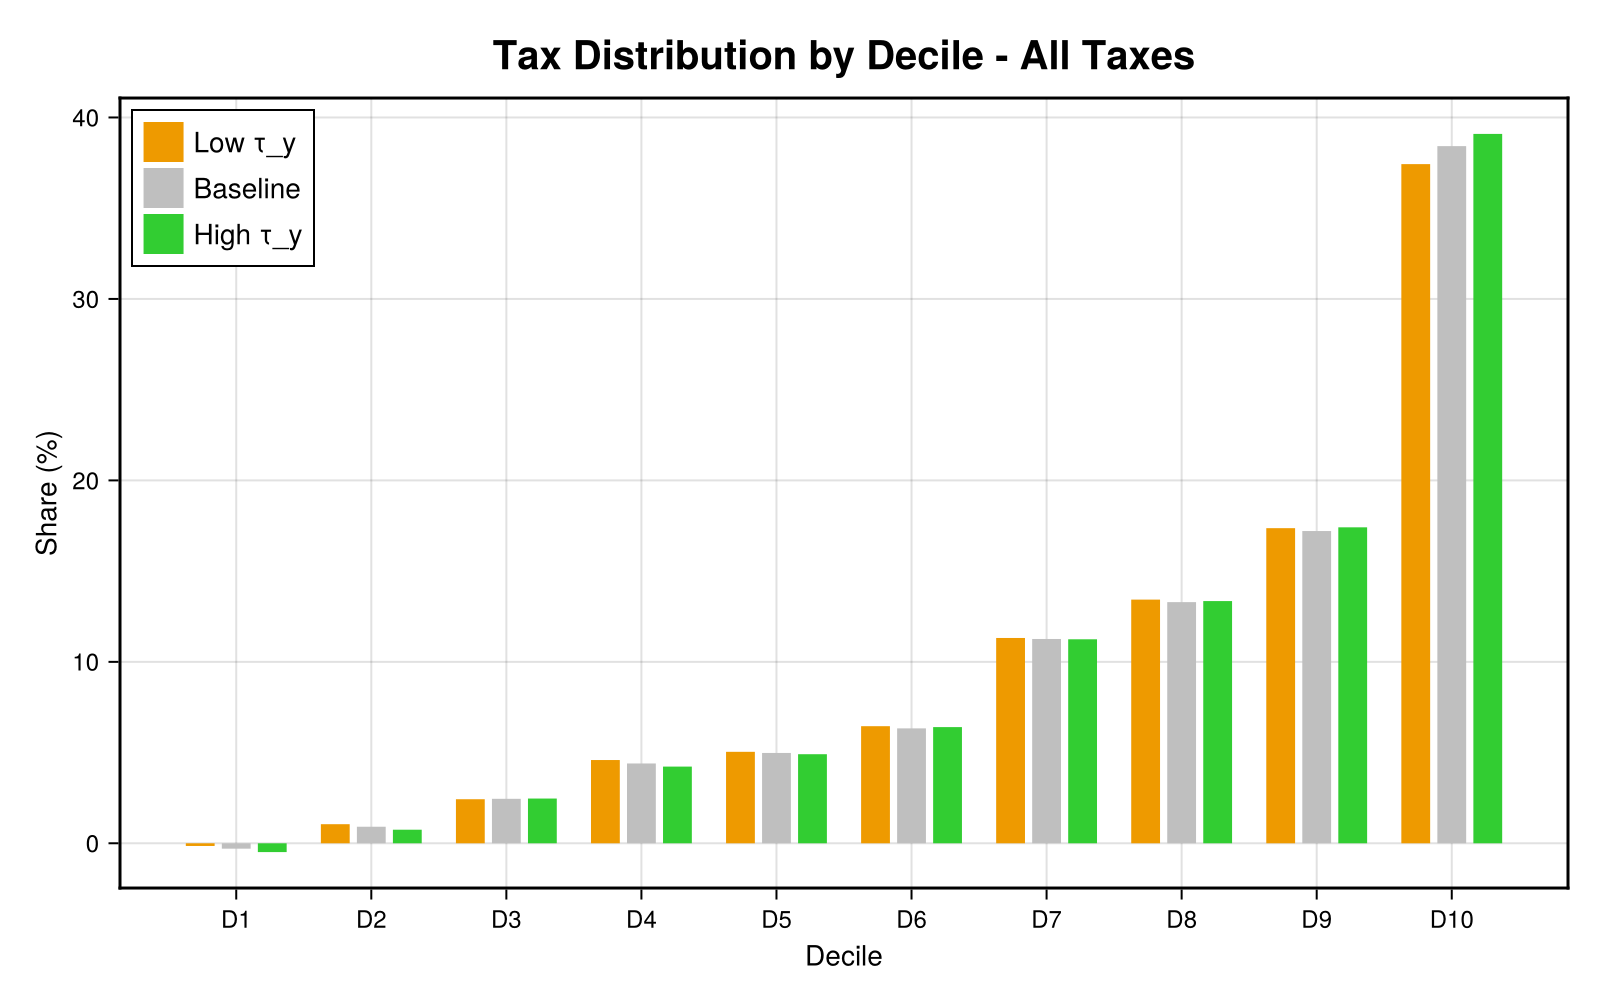 Tax Distribution by Decile - All Taxes
Low τ_y
Baseline
High τ_y
Share (%)
40
30
20
10
0
D1 D2 D3 D4 D5 D6 D7 D8 D9 D10
Decile